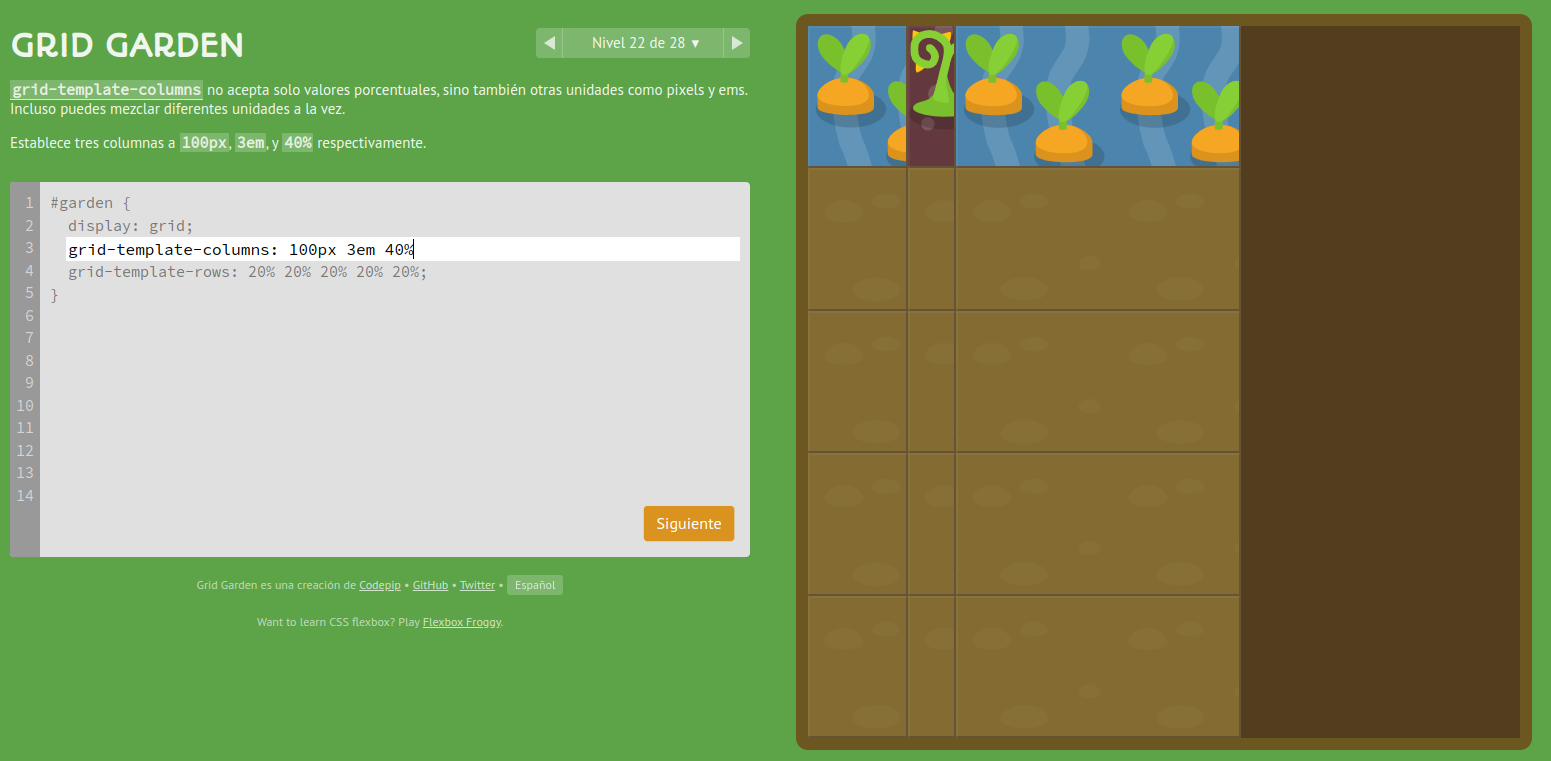 GRID GARDEN
◀ Nivel 22 de 28 ▼ ▶
grid-template-columns no acepta solo valores porcentuales, sino también otras unidades como pixels y ems.
Incluso puedes mezclar diferentes unidades a la vez.
Establece tres columnas a 100px, 3em, y 40% respectivamente.
1 #garden {
2 display: grid;
3 grid-template-columns: 100px 3em 40%
4 grid-template-rows: 20% 20% 20% 20% 20%;
5 }
6
7
8
9
10
11
12
13
14
Siguiente
Grid Garden es una creación de Codepip • GitHub • Twitter • Español
Want to learn CSS flexbox? Play Flexbox Froggy.